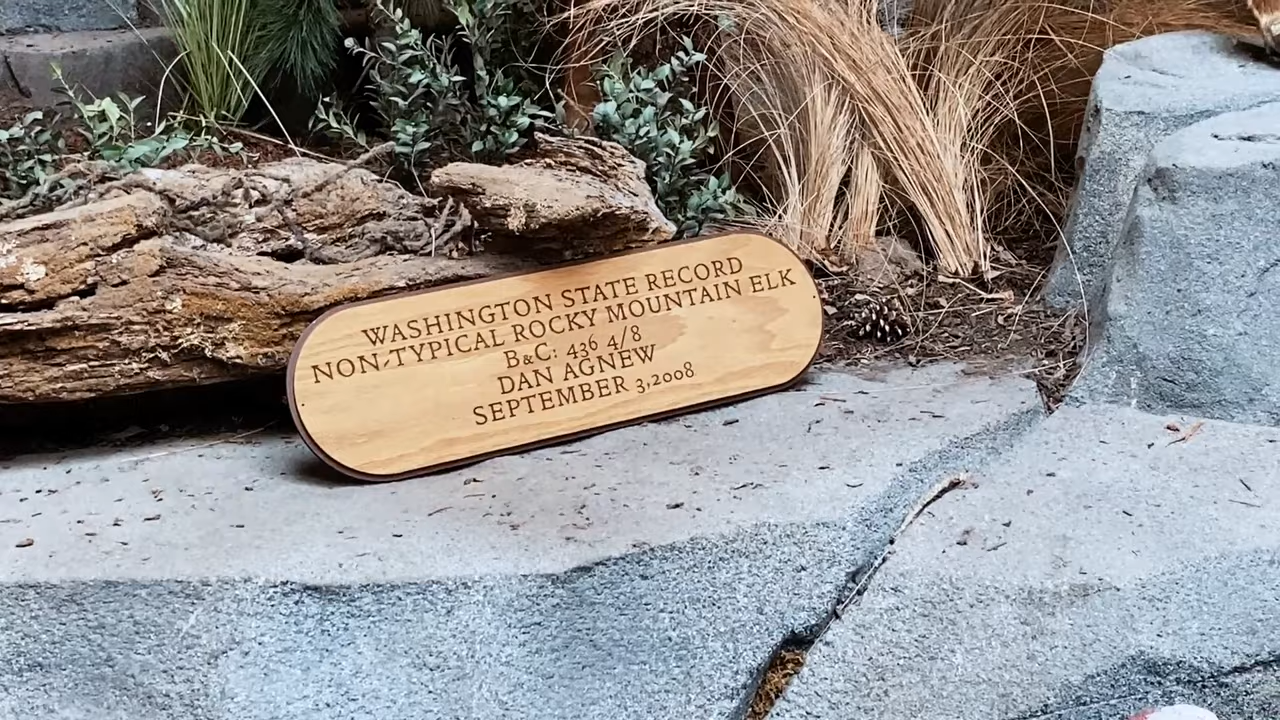 WASHINGTON STATE RECORD
NON-TYPICAL ROCKY MOUNTAIN ELK
B&C: 436 4/8
DAN AGNEW
SEPTEMBER 3,2008